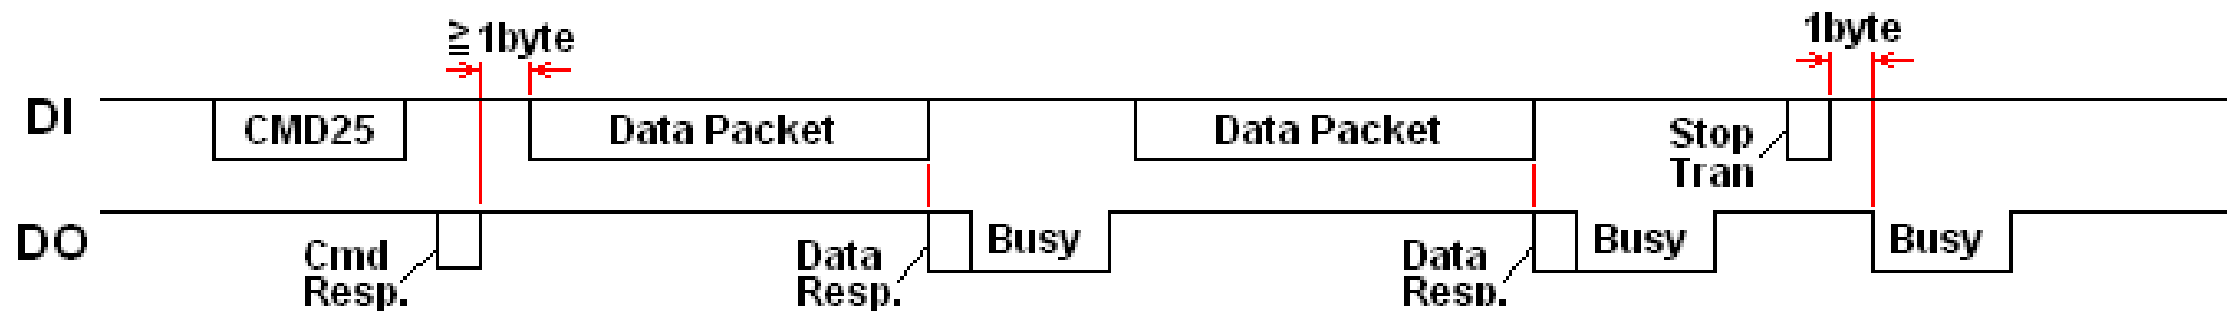 ≧ 1byte
1byte
DI
CMD25
Data Packet
Data Packet
Stop
Tran
DO
Cmd
Resp.
Data
Resp.
Busy
Data
Resp.
Busy
Busy